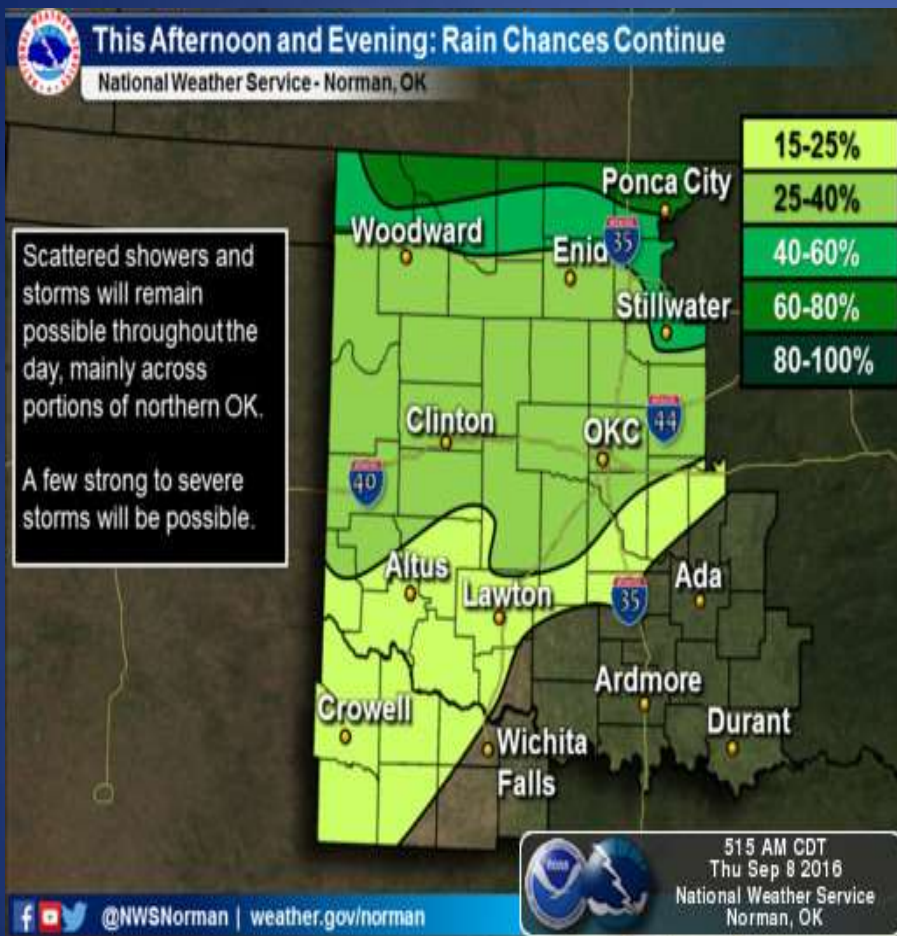 This Afternoon and Evening: Rain Chances Continue
National Weather Service - Norman, OK
15-25%
25-40%
40-60%
60-80%
80-100%
Scattered showers and
storms will remain
possible throughout the
day, mainly across
portions of northern OK.
A few strong to severe
storms will be possible.
Ponca City
Woodward
35
Enid
Stillwater
Clinton
OKC
44
40
Altus
Lawton
35
Ada
Crowell
Ardmore
Durant
Wichita
Falls
515 AM CDT
Thu Sep 8 2016
National Weather Service
Norman, OK
@NWSNorman | weather.gov/norman